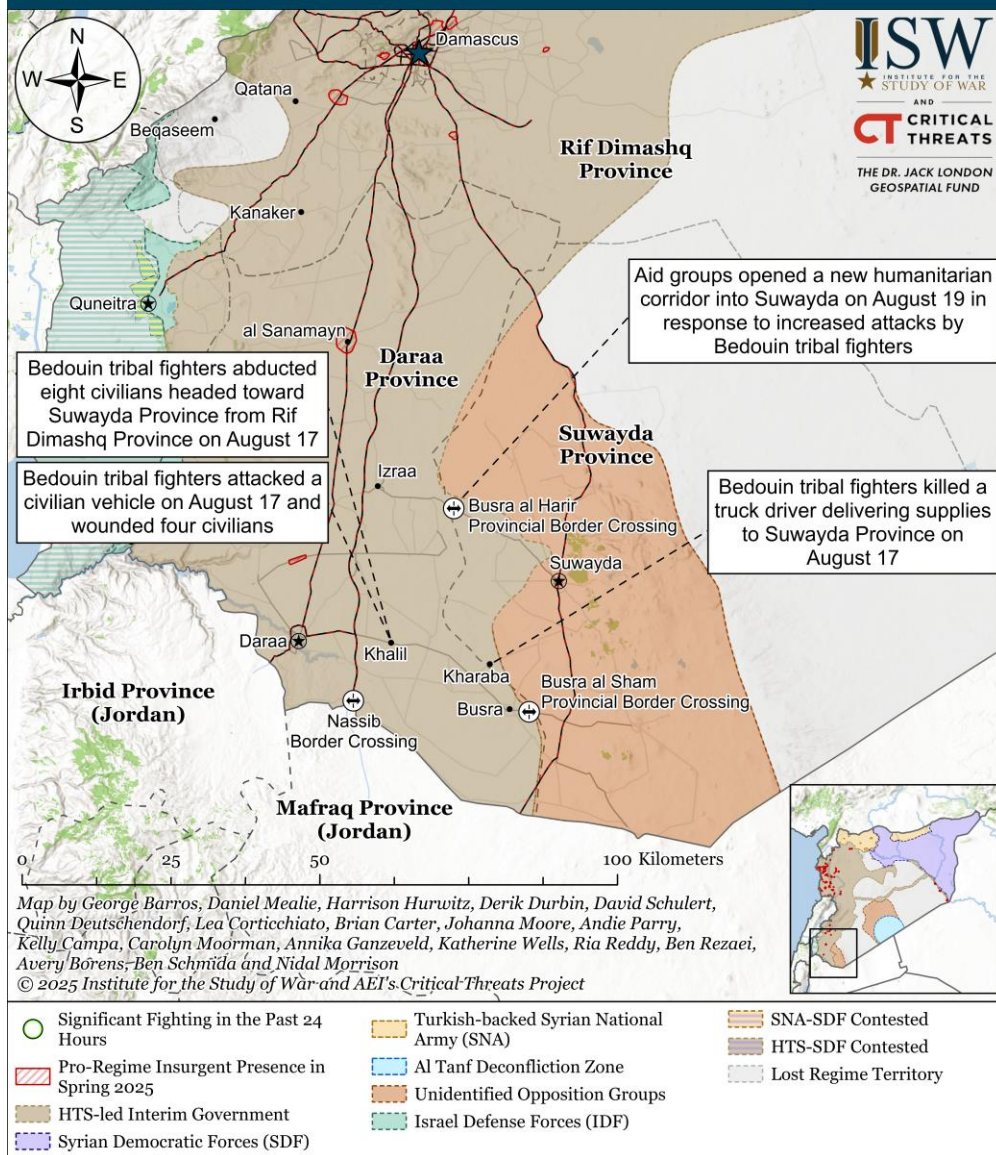 N
W
E
S
ISW
INSTITUTE FOR THE
STUDY OF WAR
AND
CT CRITICAL
THREATS
THE DR. JACK LONDON
GEOSPATIAL FUND
Damascus
Qatana
Beqaseem
Rif Dimashq
Province
Kanaker
Quneitra
al Sanamayn
Aid groups opened a new humanitarian
corridor into Suwayda on August 19 in
response to increased attacks by
Bedouin tribal fighters
Daraa
Province
Bedouin tribal fighters abducted
eight civilians headed toward
Suwayda Province from Rif
Dimashq Province on August 17
Suwayda
Province
Bedouin tribal fighters attacked a
civilian vehicle on August 17 and
wounded four civilians
Izraa
Busra al Harir
Provincial Border Crossing
Bedouin tribal fighters killed a
truck driver delivering supplies
to Suwayda Province on
August 17
Suwayda
Daraa
Khalil
Kharaba
Busra al Sham
Provincial Border Crossing
Busra
Irbid Province
(Jordan)
Nassib
Border Crossing
Mafraq Province
(Jordan)
0 25 50 100 Kilometers
Map by George Barros, Daniel Mealie, Harrison Hurwitz, Derik Durbin, David Schulert,
Quinn Deutschendorf, Lea Corticchiato, Brian Carter, Johanna Moore, Andie Parry,
Kelly Campa, Carolyn Moorman, Annika Ganzeveld, Katherine Wells, Ria Reddy, Ben Rezaei,
Avery Borens, Ben Schmida and Nidal Morrison
© 2025 Institute for the Study of War and AEI's Critical Threats Project
Significant Fighting in the Past 24
Hours
Pro-Regime Insurgent Presence in
Spring 2025
HTS-led Interim Government
Syrian Democratic Forces (SDF)
Turkish-backed Syrian National
Army (SNA)
Al Tanf Deconfliction Zone
Unidentified Opposition Groups
Israel Defense Forces (IDF)
SNA-SDF Contested
HTS-SDF Contested
Lost Regime Territory